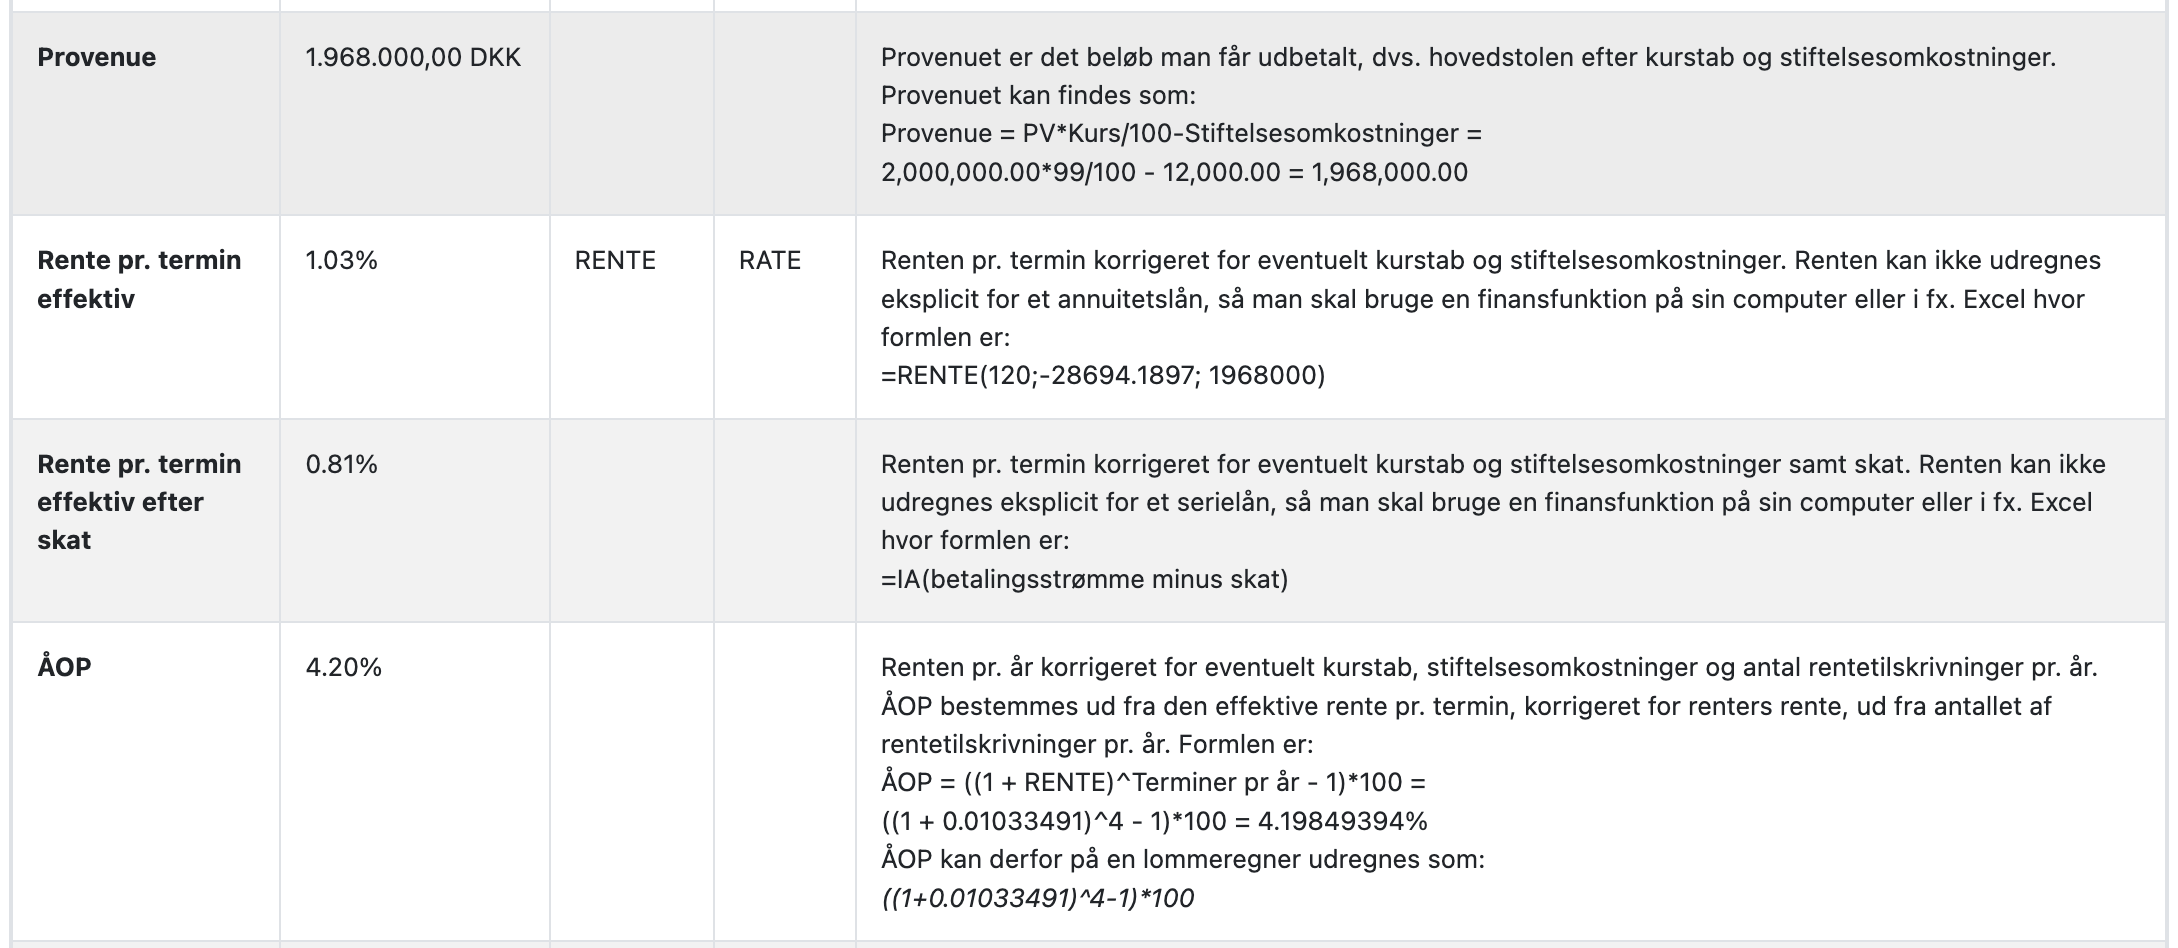 Provenue
1.968.000,00 DKK
Provenuet er det beløb man får udbetalt, dvs. hovedstolen efter kurstab og stiftelsesomkostninger.
Provenuet kan findes som:
Provenue = PV*Kurs/100-Stiftelsesomkostninger =
2,000,000.00*99/100 - 12,000.00 = 1,968,000.00
Rente pr. termin
effektiv
1.03%
RENTE
RATE
Renten pr. termin korrigeret for eventuelt kurstab og stiftelsesomkostninger. Renten kan ikke udregnes
eksplicit for et annuitetslån, så man skal bruge en finansfunktion på sin computer eller i fx. Excel hvor
formlen er:
=RENTE(120;-28694.1897; 1968000)
Rente pr. termin
effektiv efter
skat
0.81%
Renten pr. termin korrigeret for eventuelt kurstab og stiftelsesomkostninger samt skat. Renten kan ikke
udregnes eksplicit for et serielån, så man skal bruge en finansfunktion på sin computer eller i fx. Excel
hvor formlen er:
=IA(betalingsstrømme minus skat)
ÅOP
4.20%
Renten pr. år korrigeret for eventuelt kurstab, stiftelsesomkostninger og antal rentetilskrivninger pr. år.
ÅOP bestemmes ud fra den effektive rente pr. termin, korrigeret for renters rente, ud fra antallet af
rentetilskrivninger pr. år. Formlen er:
ÅOP = ((1 + RENTE)^Terminer pr år - 1)*100 =
((1 + 0.01033491)^4 - 1)*100 = 4.19849394%
ÅOP kan derfor på en lommeregner udregnes som:
((1+0.01033491)^4-1)*100